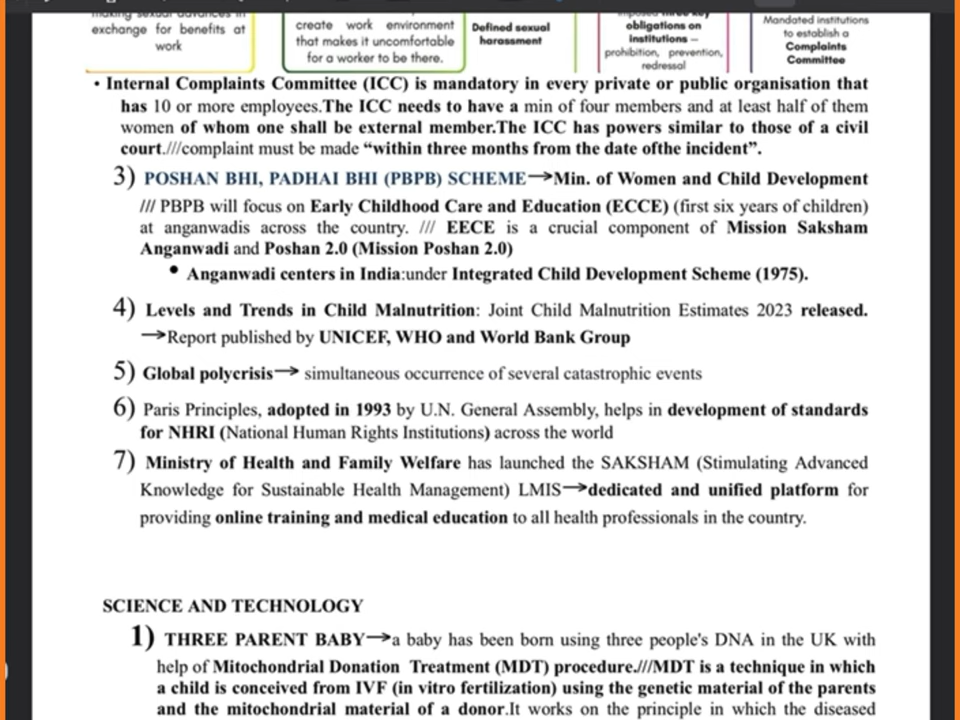 making sexual advances in
exchange for benefits at
work
create work environment
that makes it uncomfortable
for a worker to be there.
Defined sexual
harassment
imposed three key
obligations on
institutions –
prohibition, prevention,
redressal
Mandated institutions
to establish a
Complaints
Committee
• Internal Complaints Committee (ICC) is mandatory in every private or public organisation that
has 10 or more employees.The ICC needs to have a min of four members and at least half of them
women of whom one shall be external member.The ICC has powers similar to those of a civil
court.///complaint must be made “within three months from the date ofthe incident”.
3) POSHAN BHI, PADHAI BHI (PBPB) SCHEME→Min. of Women and Child Development
/// PBPB will focus on Early Childhood Care and Education (ECCE) (first six years of children)
at anganwadis across the country. /// EECE is a crucial component of Mission Saksham
Anganwadi and Poshan 2.0 (Mission Poshan 2.0)
• Anganwadi centers in India:under Integrated Child Development Scheme (1975).
4) Levels and Trends in Child Malnutrition: Joint Child Malnutrition Estimates 2023 released.
→Report published by UNICEF, WHO and World Bank Group
5) Global polycrisis→ simultaneous occurrence of several catastrophic events
6) Paris Principles, adopted in 1993 by U.N. General Assembly, helps in development of standards
for NHRI (National Human Rights Institutions) across the world
7) Ministry of Health and Family Welfare has launched the SAKSHAM (Stimulating Advanced
Knowledge for Sustainable Health Management) LMIS→dedicated and unified platform for
providing online training and medical education to all health professionals in the country.
SCIENCE AND TECHNOLOGY
1) THREE PARENT BABY→a baby has been born using three people's DNA in the UK with
help of Mitochondrial Donation Treatment (MDT) procedure.///MDT is a technique in which
a child is conceived from IVF (in vitro fertilization) using the genetic material of the parents
and the mitochondrial material of a donor.It works on the principle in which the diseased